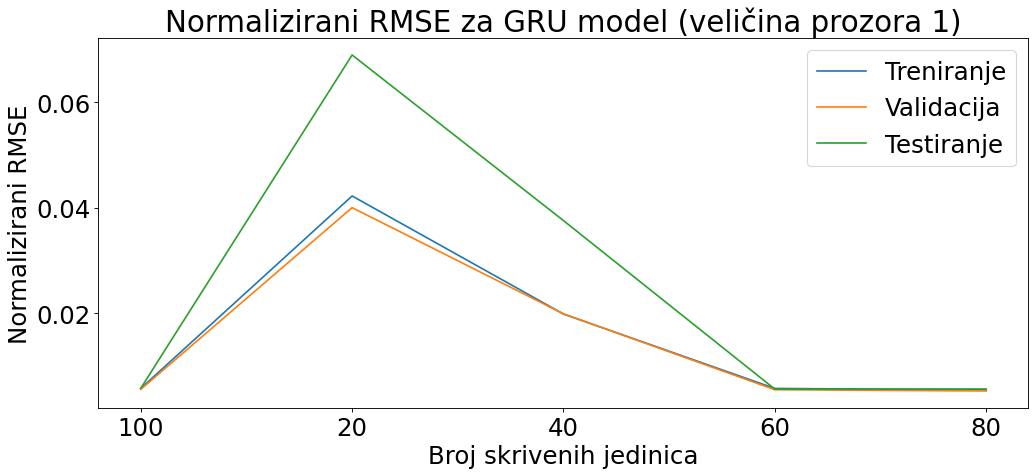 Normalizirani RMSE za GRU model (veličina prozora 1)
Treniranje
Validacija
Testiranje
Normalizirani RMSE
0.06
0.04
0.02
100 20 40 60 80
Broj skrivenih jedinica